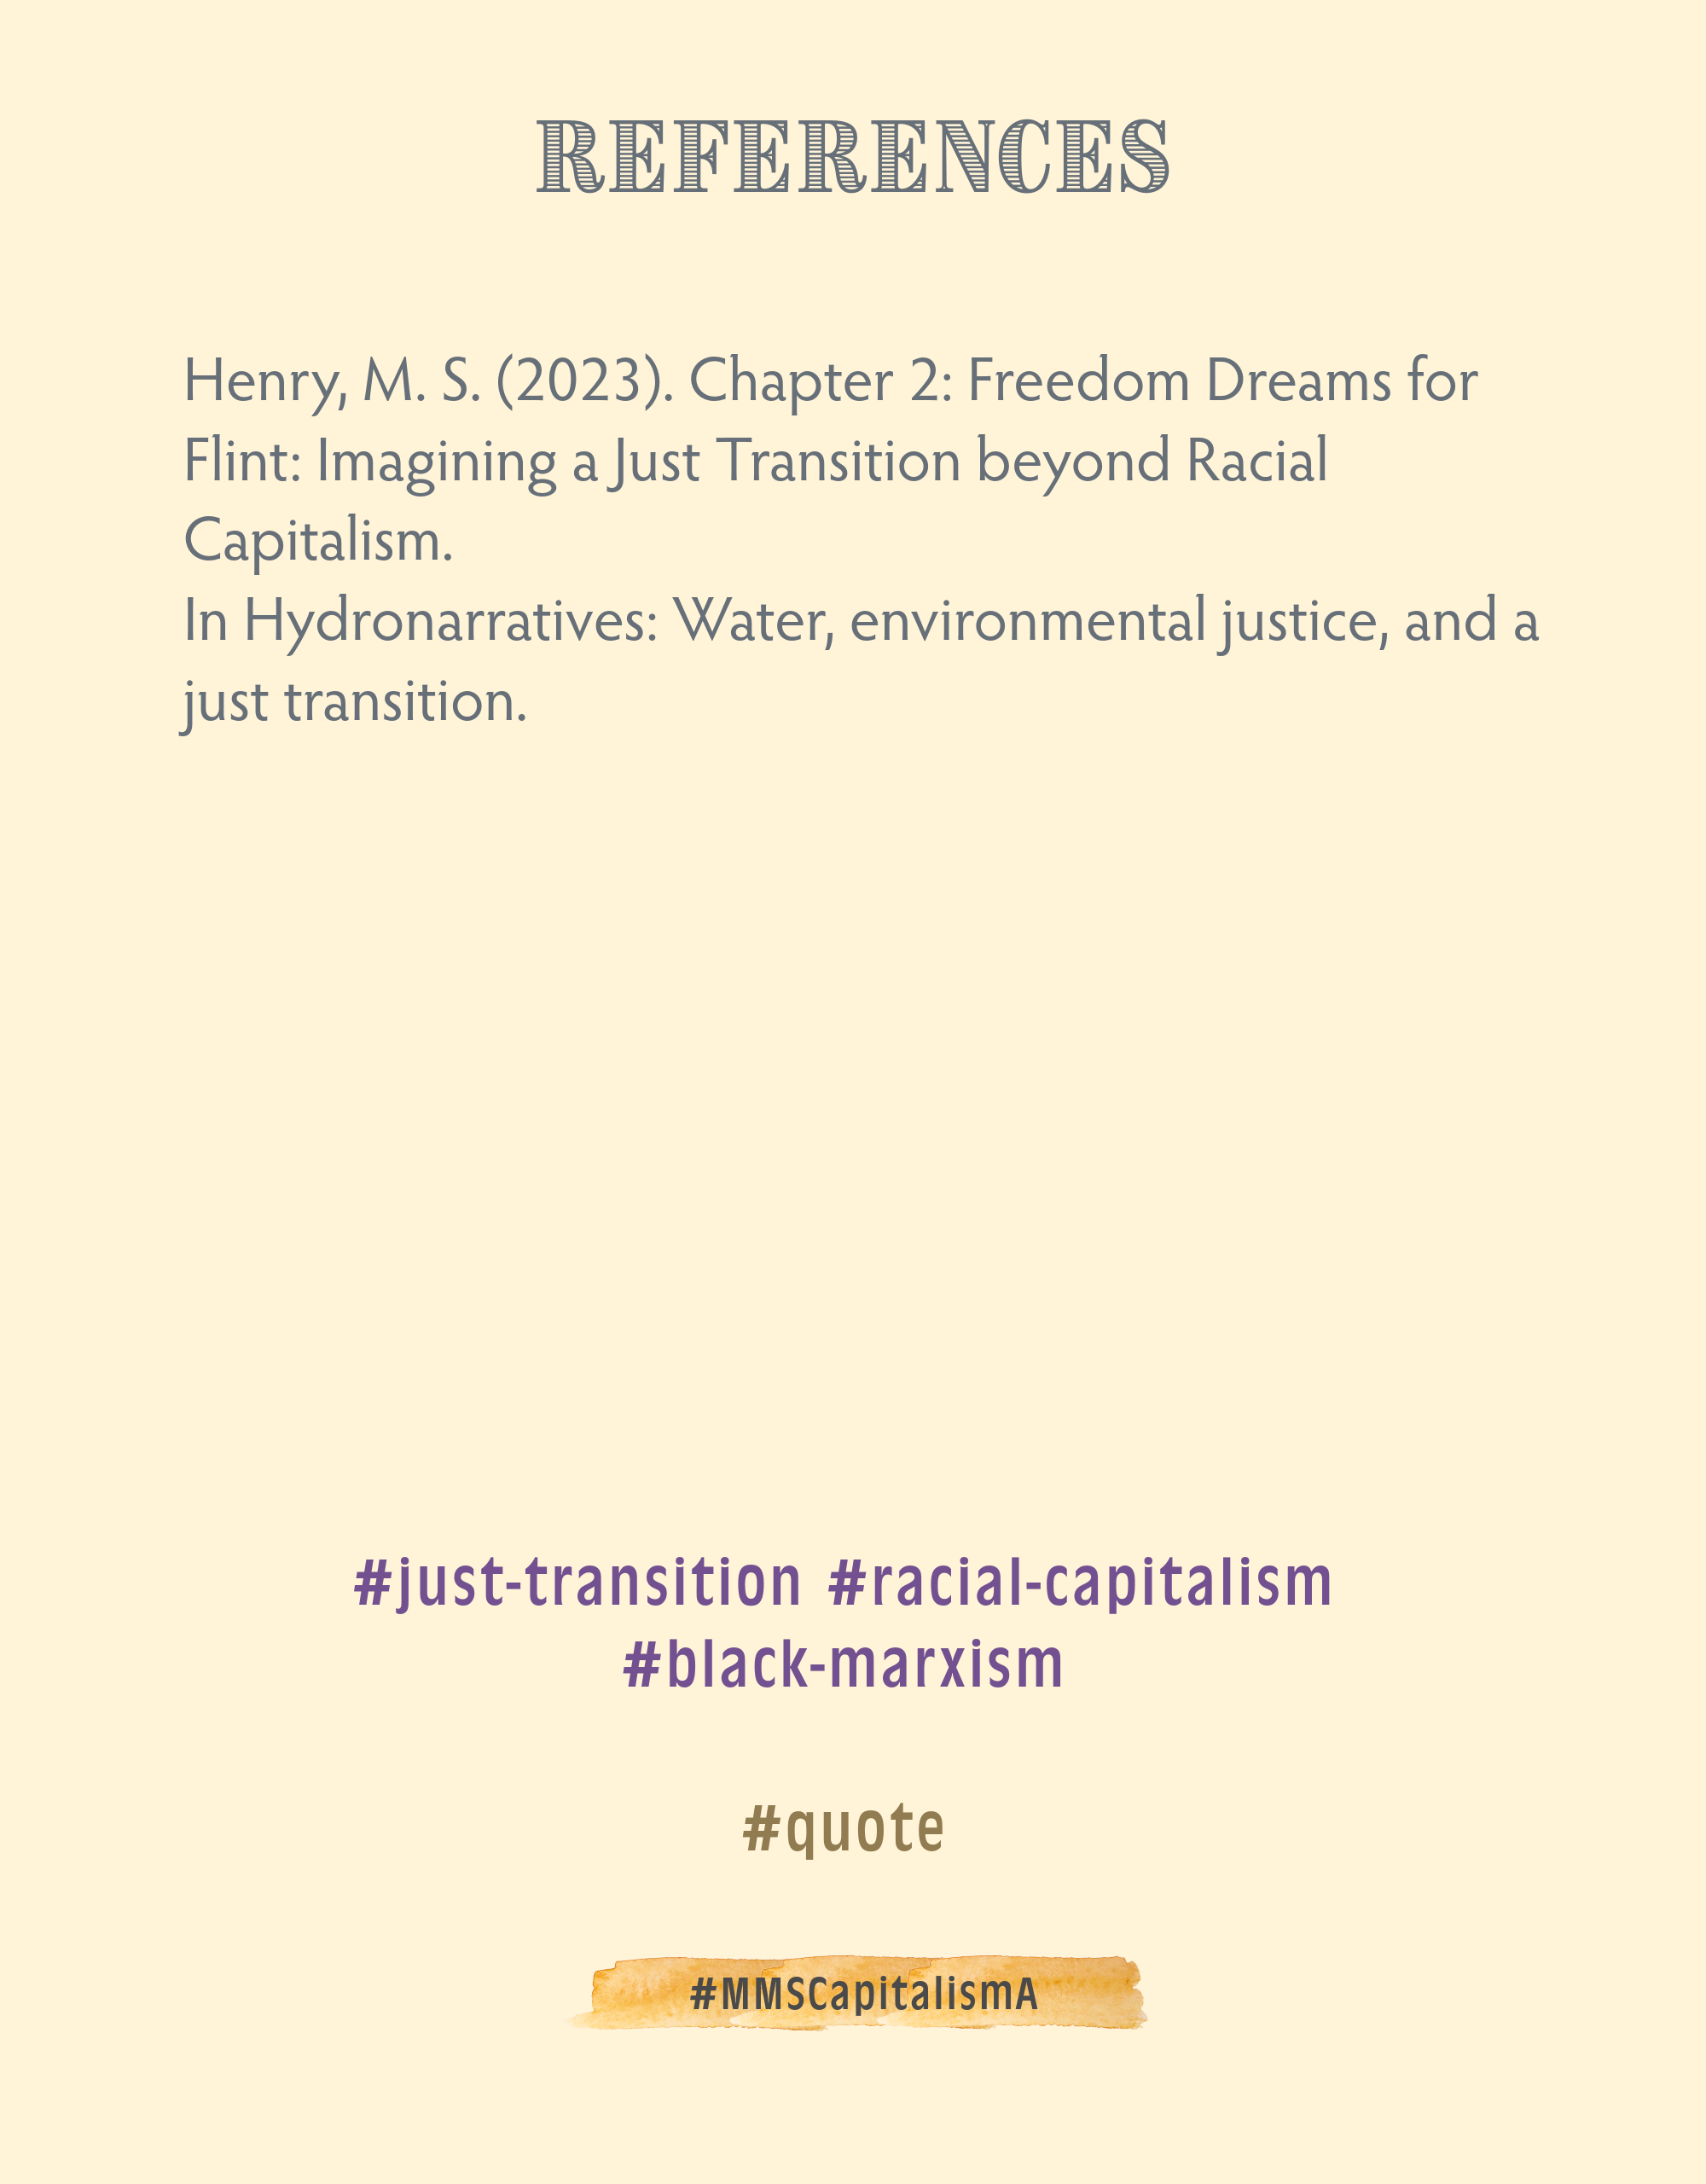 REFERENCES
Henry, M. S. (2023). Chapter 2: Freedom Dreams for
Flint: Imagining a Just Transition beyond Racial
Capitalism.
In Hydronarratives: Water, environmental justice, and a
just transition.
#just-transition #racial-capitalism
#black-marxism
#quote
#MMSCapitalismA